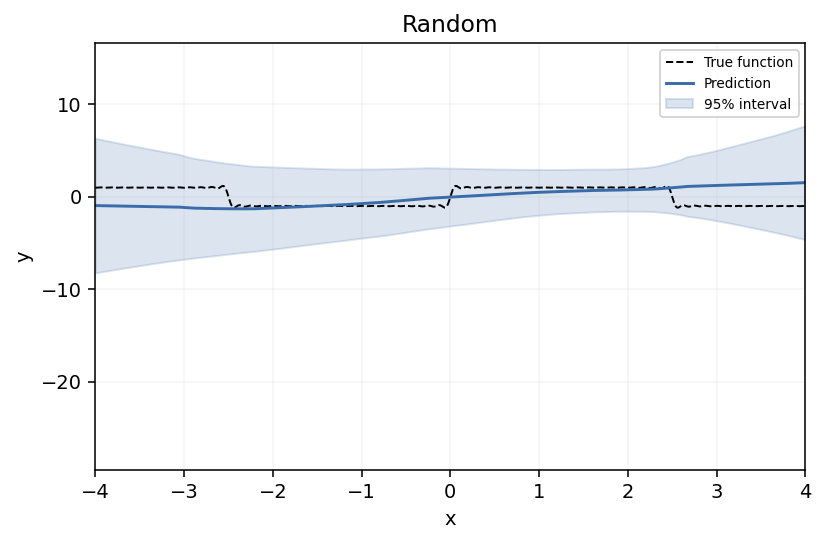 Random
True function
Prediction
95% interval
10
0
−10
−20
y
−4
−3
−2
−1
0
1
2
3
4
x